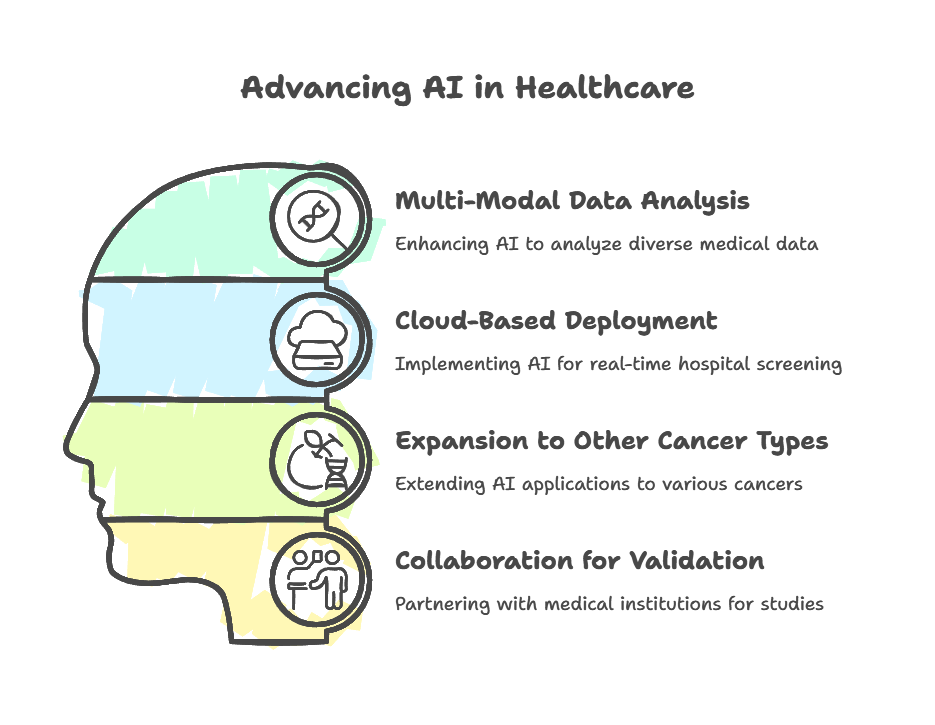 Advancing AI in Healthcare
Multi-Modal Data Analysis
Enhancing AI to analyze diverse medical data
Cloud-Based Deployment
Implementing AI for real-time hospital screening
Expansion to Other Cancer Types
Extending AI applications to various cancers
Collaboration for Validation
Partnering with medical institutions for studies